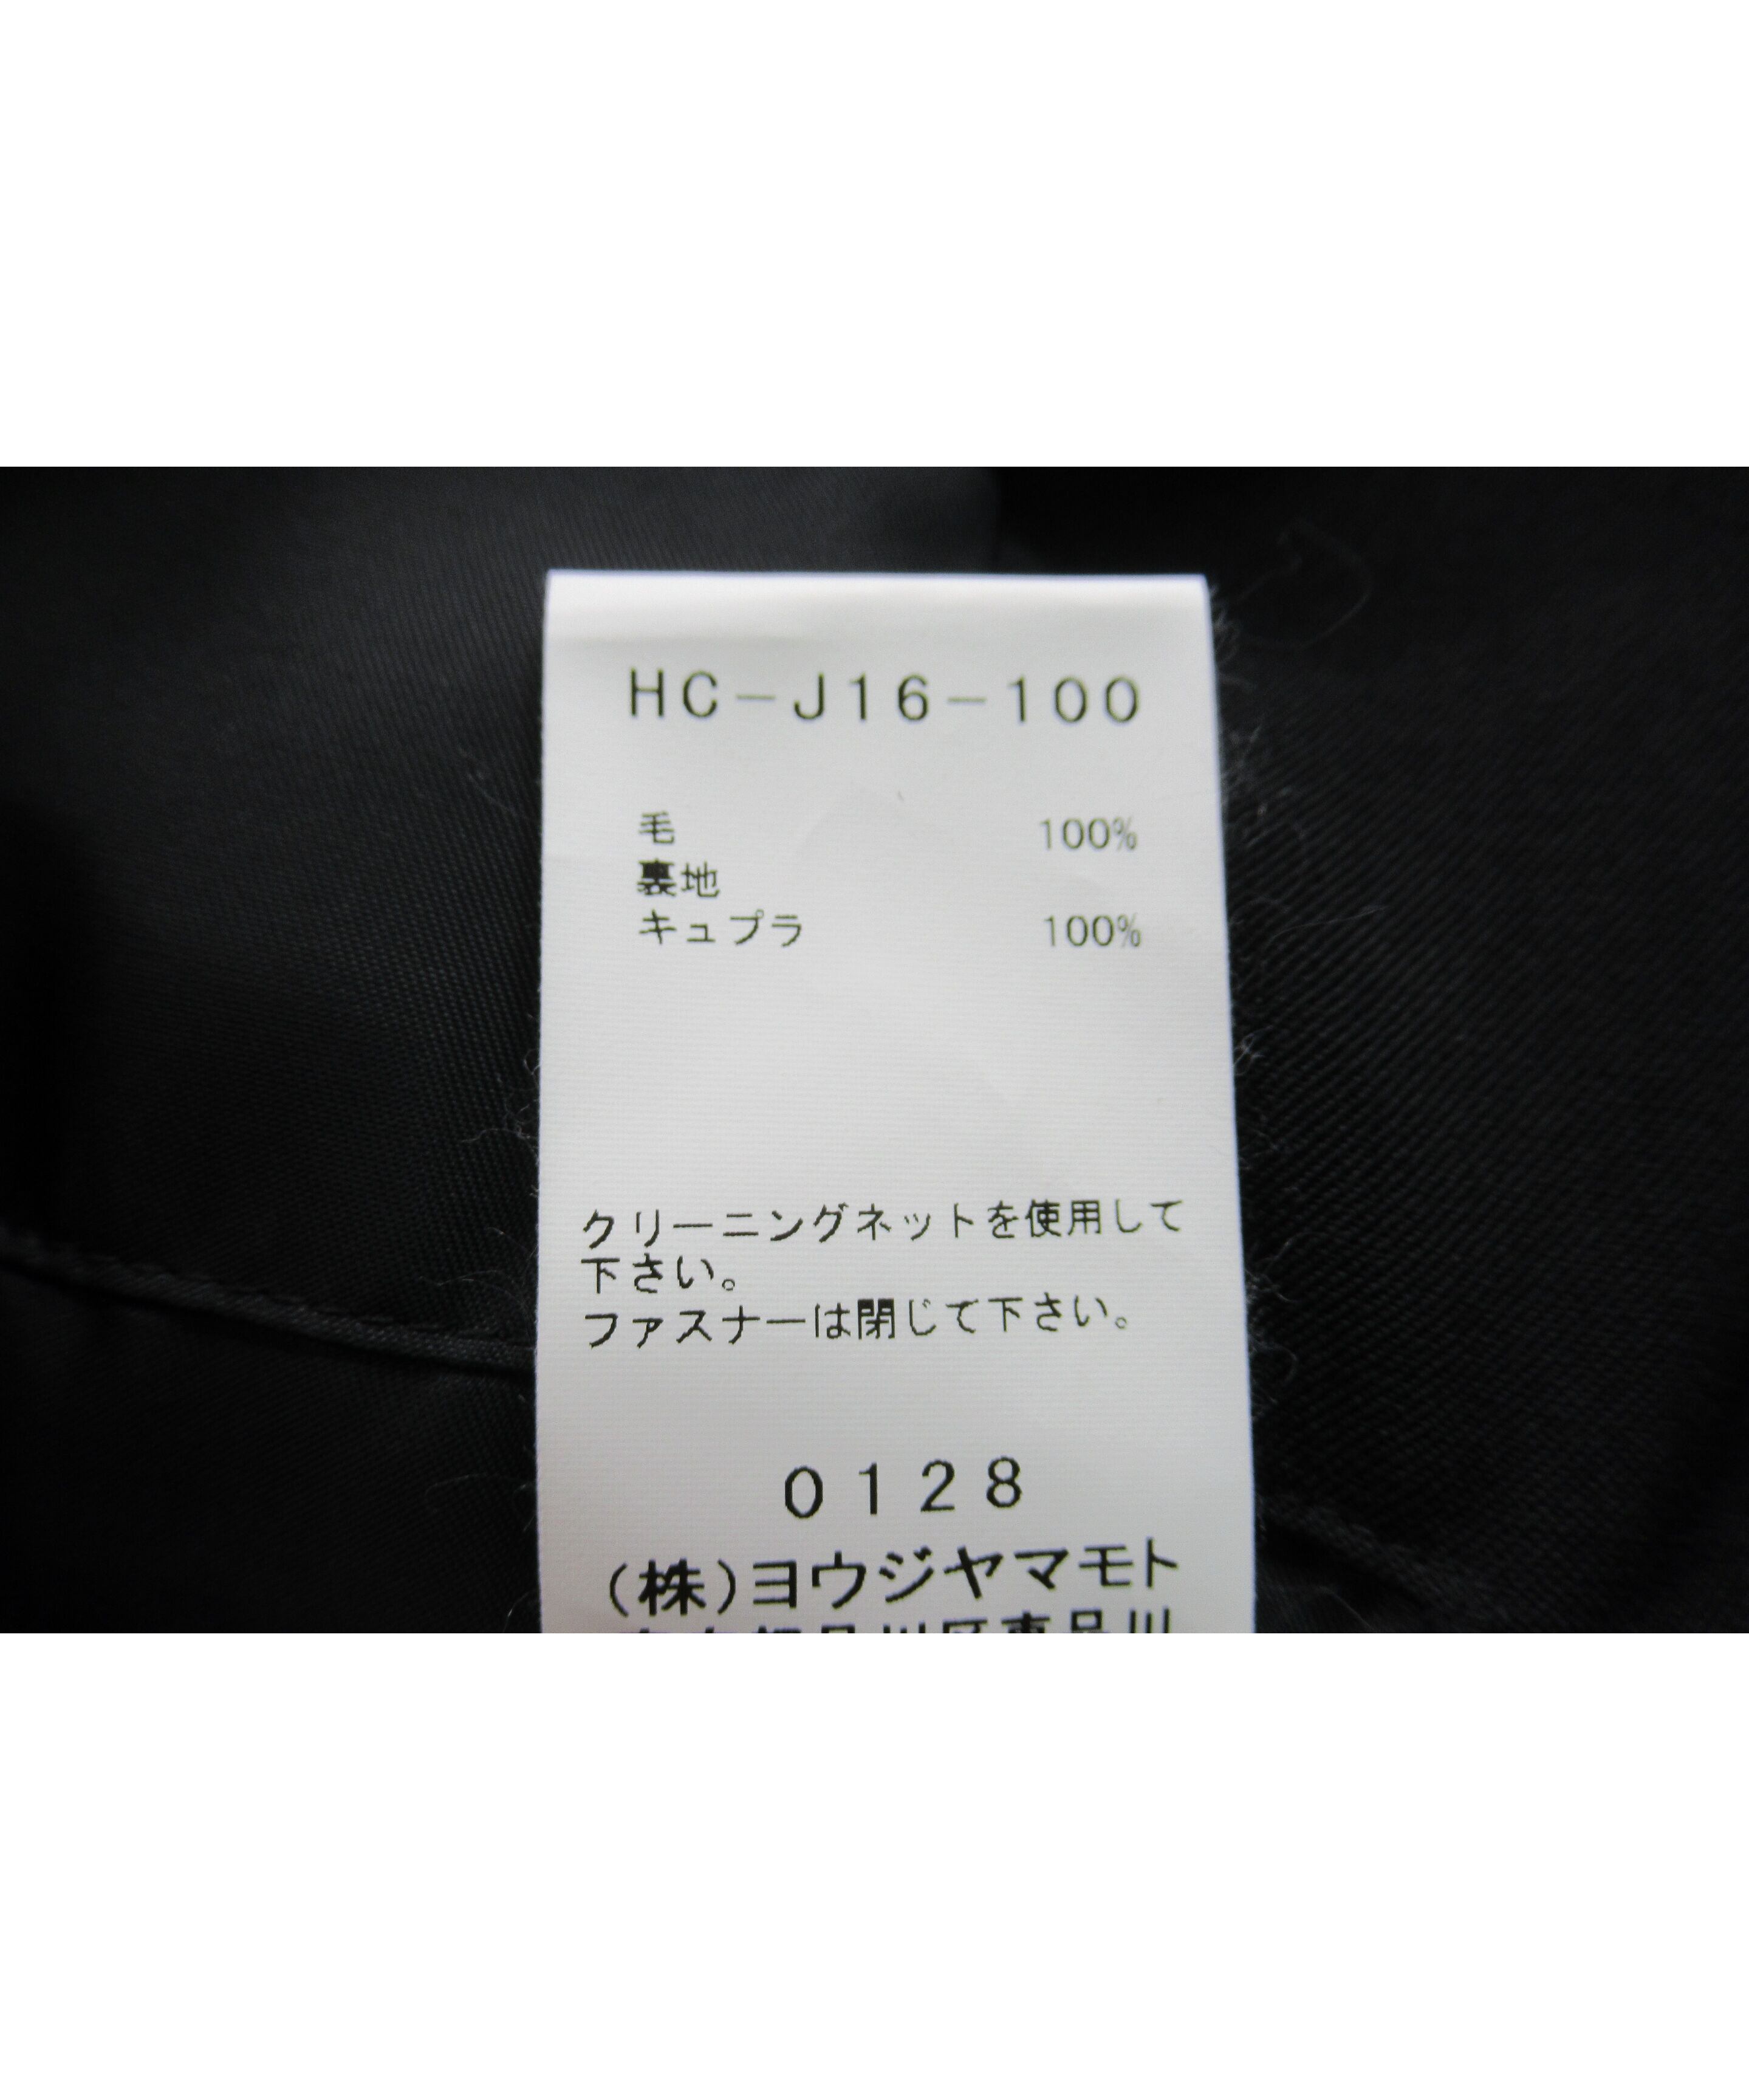 HC-J16-100
毛 100%
裏地
キュプラ 100%
クリーニングネットを使用して
下さい。
ファスナーは閉じて下さい。
0128
(株)ヨウジヤマモト